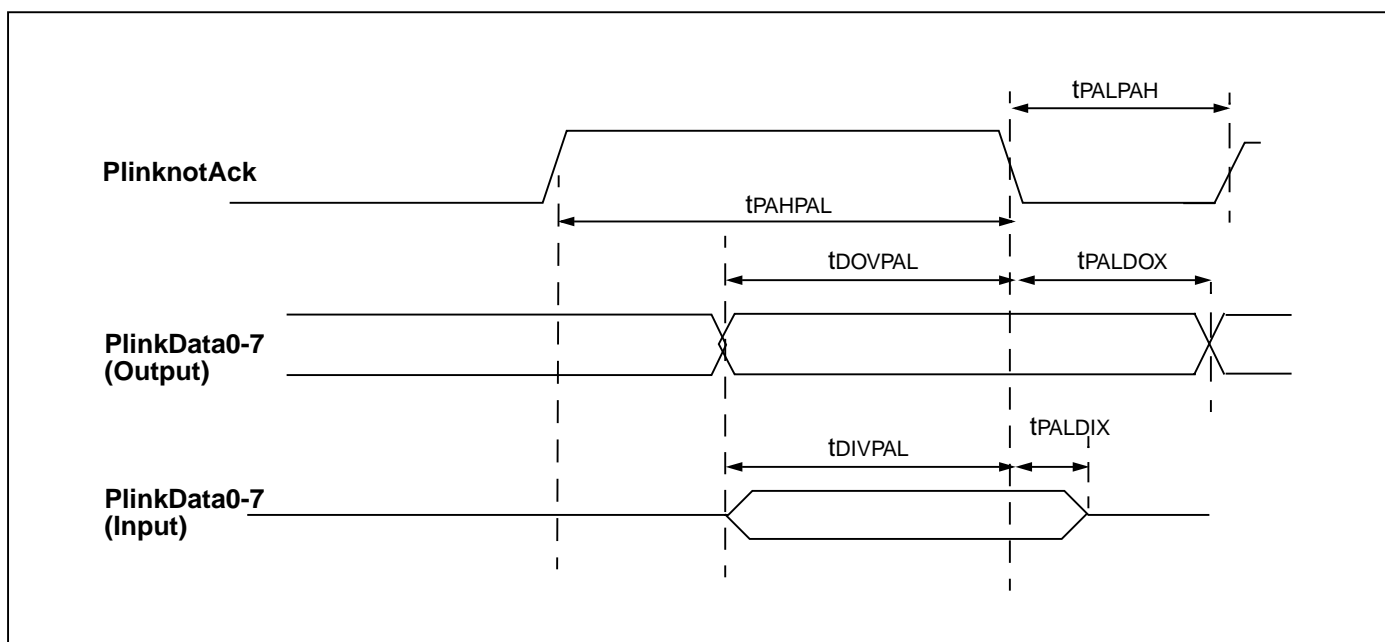 tPALPAH
PlinknotAck
tPAHPAL
tDOVPAL
tPALDOX
PlinkData0-7
(Output)
tPALDIX
tDIVPAL
PlinkData0-7
(Input)